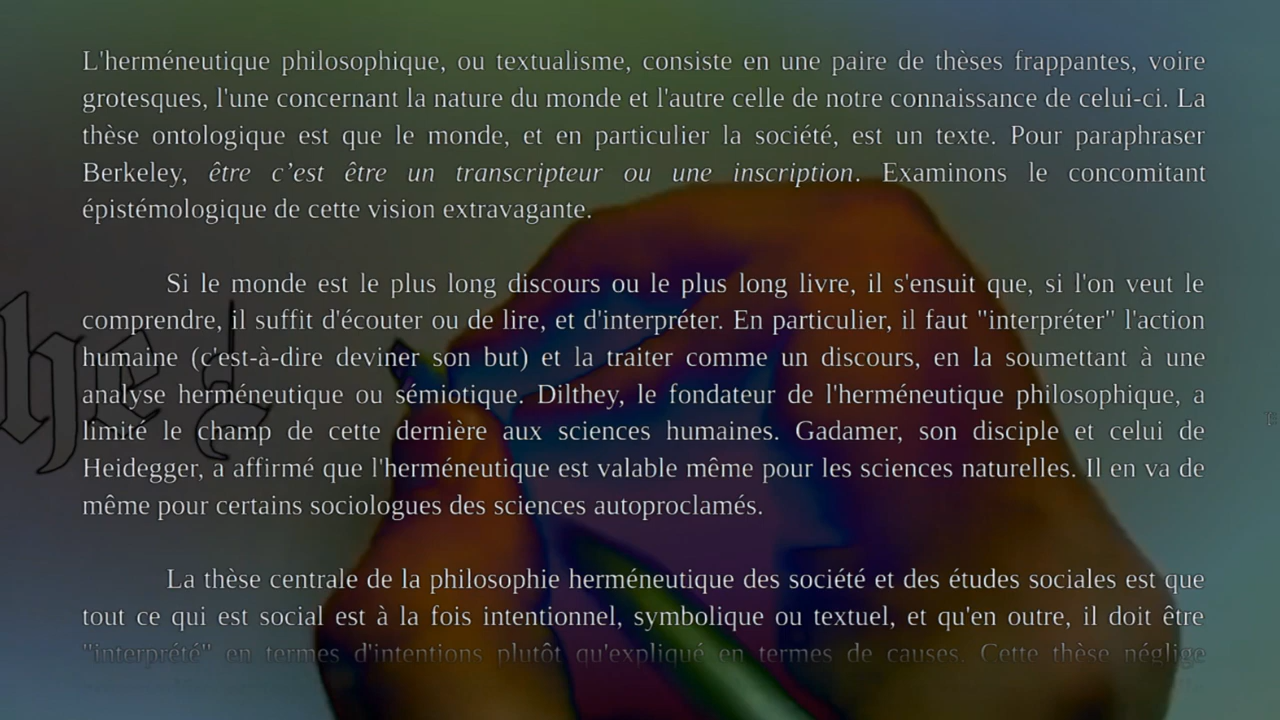 L'herméneutique philosophique, ou textualisme, consiste en une paire de thèses frappantes, voire
grotesques, l'une concernant la nature du monde et l'autre celle de notre connaissance de celui-ci. La
thèse ontologique est que le monde, et en particulier la société, est un texte. Pour paraphraser
Berkeley, être c’est être un transcripteur ou une inscription. Examinons le concomitant
épistémologique de cette vision extravagante.
Si le monde est le plus long discours ou le plus long livre, il s'ensuit que, si l'on veut le
comprendre, il suffit d'écouter ou de lire, et d'interpréter. En particulier, il faut "interpréter" l'action
humaine (c'est-à-dire deviner son but) et la traiter comme un discours, en la soumettant à une
analyse herméneutique ou sémiotique. Dilthey, le fondateur de l'herméneutique philosophique, a
limité le champ de cette dernière aux sciences humaines. Gadamer, son disciple et celui de
Heidegger, a affirmé que l'herméneutique est valable même pour les sciences naturelles. Il en va de
même pour certains sociologues des sciences autoproclamés.
La thèse centrale de la philosophie herméneutique des société et des études sociales est que
tout ce qui est social est à la fois intentionnel, symbolique ou textuel, et qu'en outre, il doit être
"interprété" en termes d'intentions plutôt qu'expliqué en termes de causes. Cette thèse néglige
he!